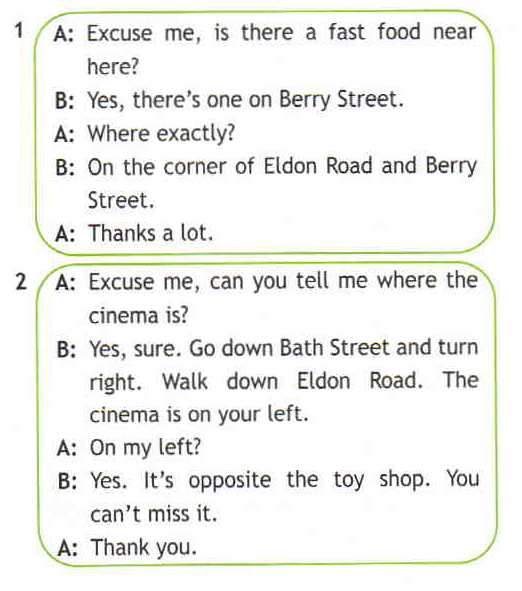 1 A: Excuse me, is there a fast food near
here?
B: Yes, there's one on Berry Street.
A: Where exactly?
B: On the corner of Eldon Road and Berry
Street.
A: Thanks a lot.
2 A: Excuse me, can you tell me where the
cinema is?
B: Yes, sure. Go down Bath Street and turn
right. Walk down Eldon Road. The
cinema is on your left.
A: On my left?
B: Yes. It's opposite the toy shop. You
can't miss it.
A: Thank you.